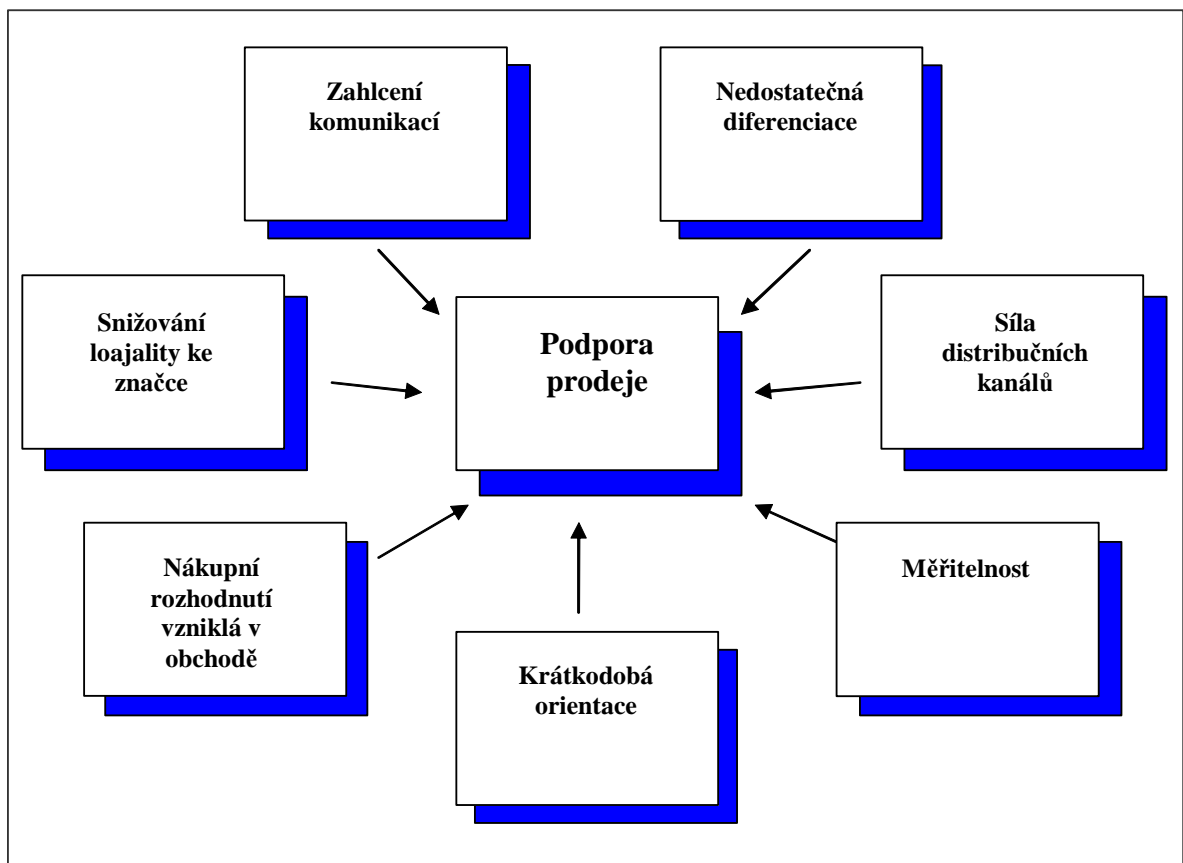 Zahlcení
komunikací
Nedostatečná
diferenciace
Snižování
loajality ke
značce
Podpora
prodeje
Síla
distribučních
kanálů
Nákupní
rozhodnutí
vzniklá v
obchodě
Krátkodobá
orientace
Měřitelnost